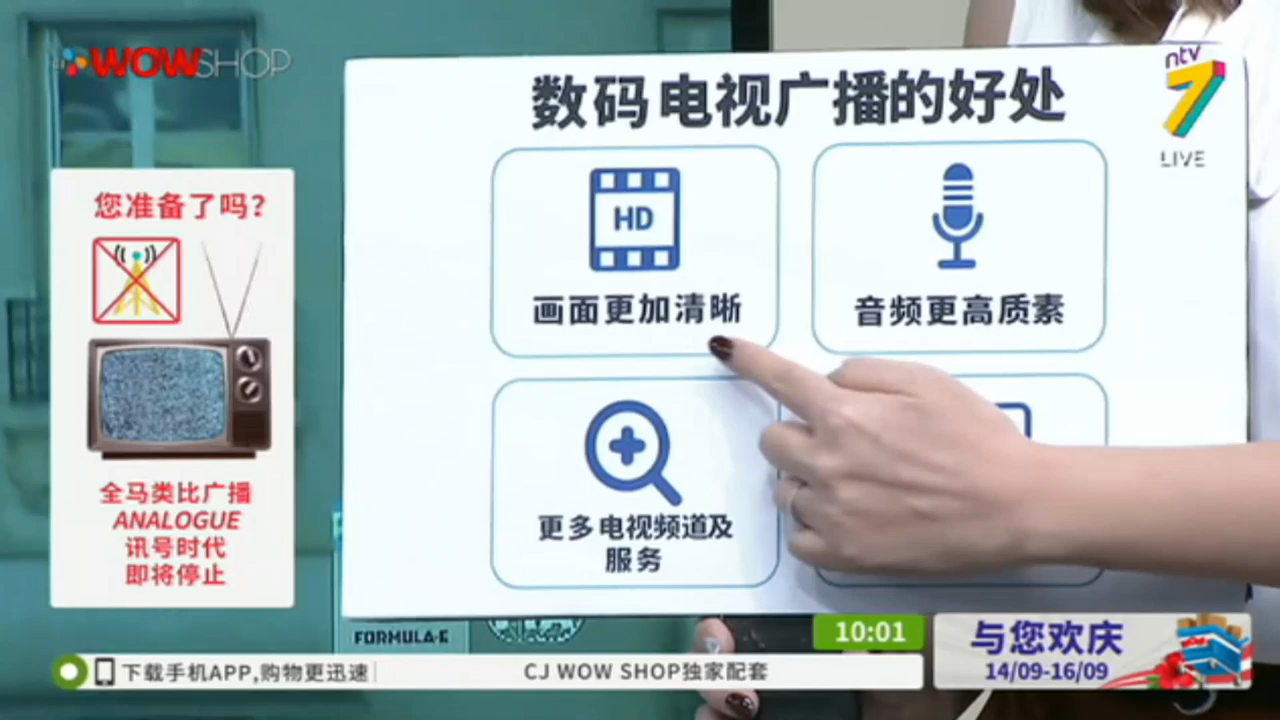 WOWSHOP
ntv
7
LIVE
数码电视广播的好处
HD
画面更加清晰
音频更高质素
更多电视频道及
服务
您准备了吗?
全马类比广播
ANALOGUE
讯号时代
即将停止
FORMULA-E
10:01
与您欢庆
14/09-16/09
下载手机APP,购物更迅速
CJ WOW SHOP独家配套